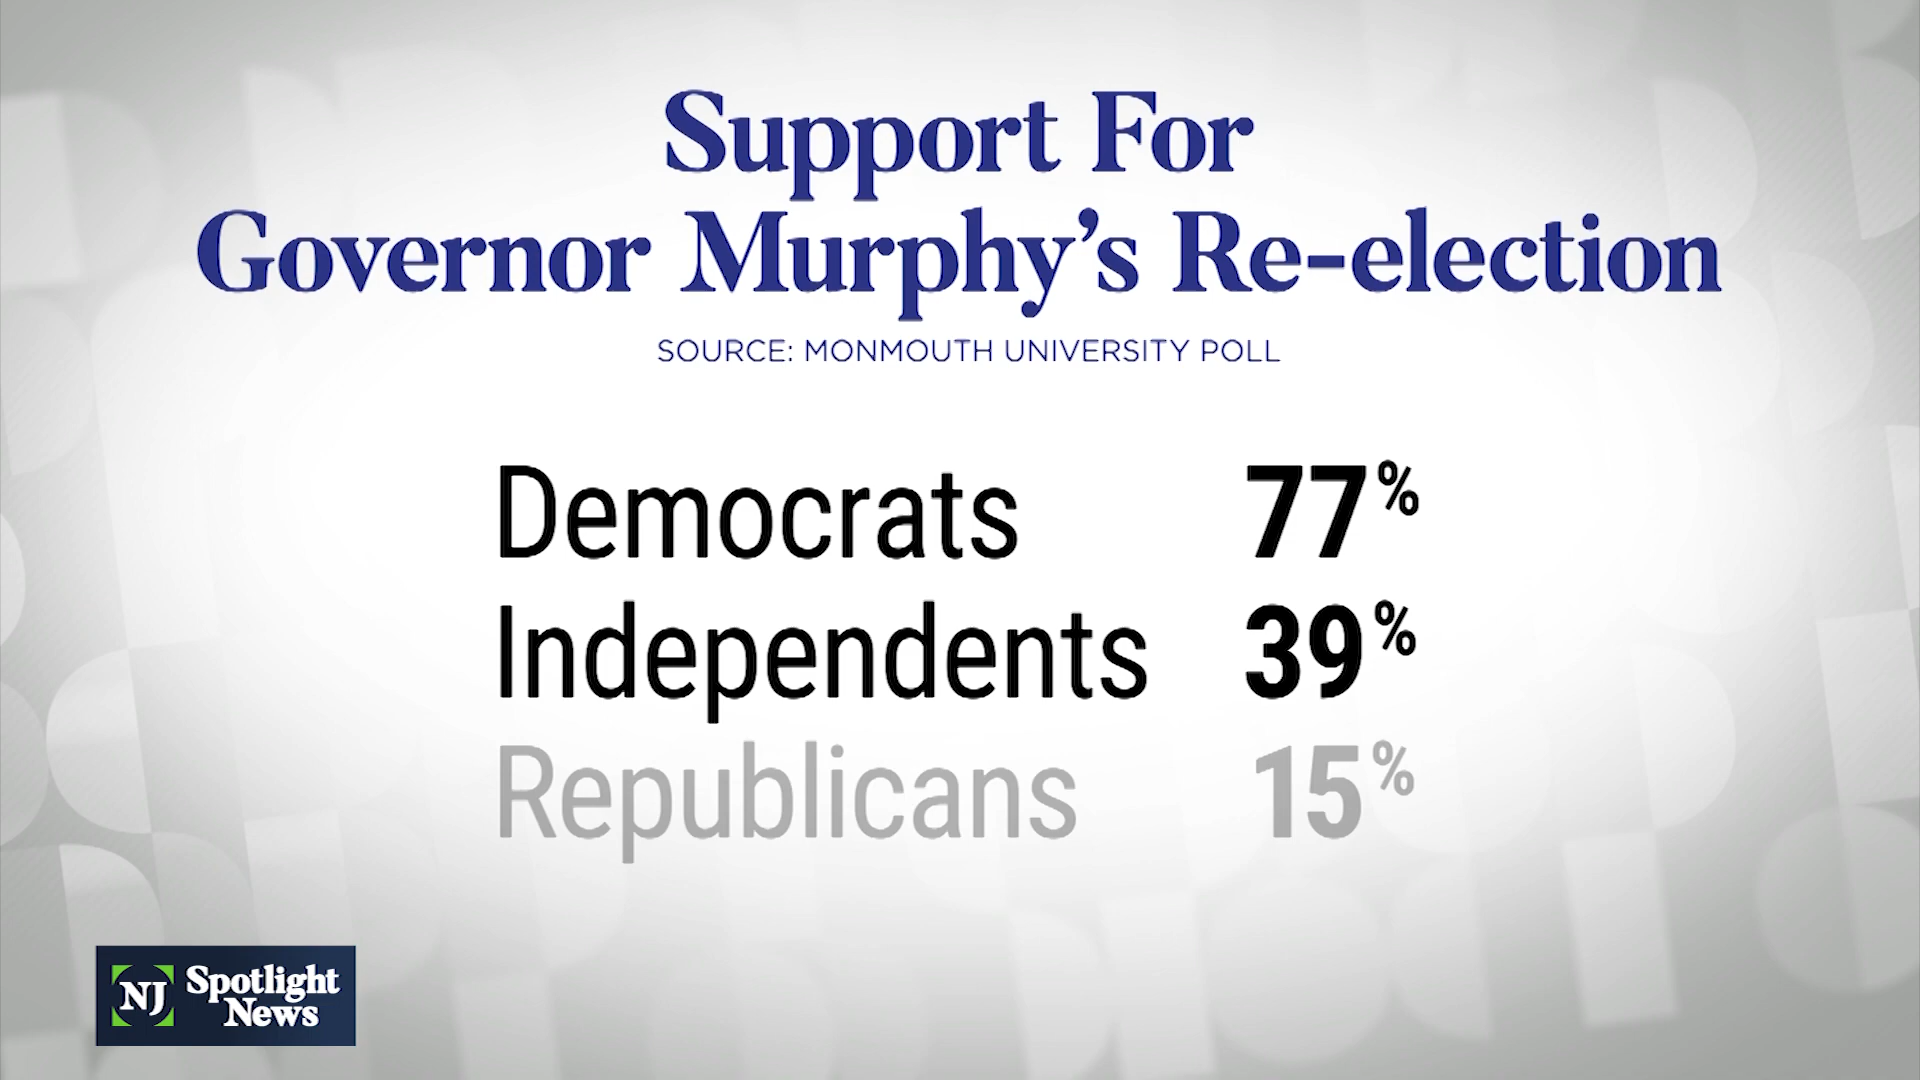 Support For
Governor Murphy's Re-election
SOURCE: MONMOUTH UNIVERSITY POLL
Democrats 77%
Independents 39%
Republicans 15%
NJ Spotlight
News